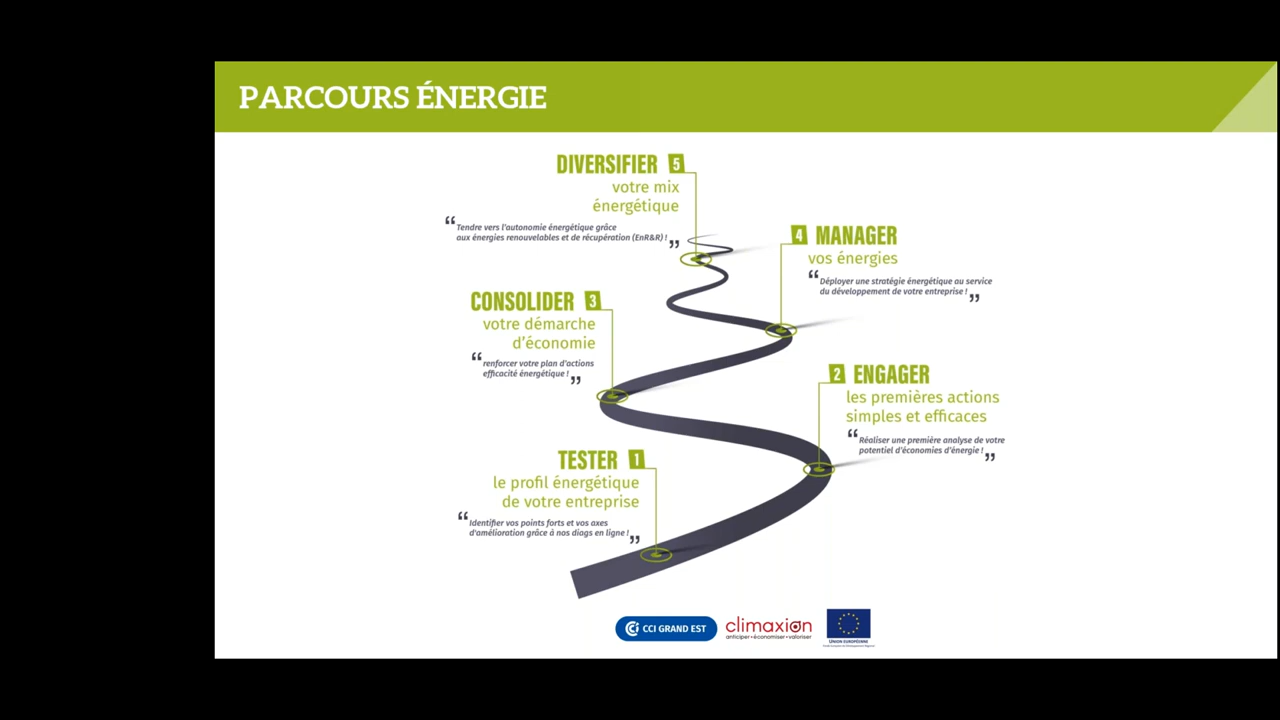 PARCOURS ÉNERGIE
DIVERSIFIER 5
votre mix
énergétique
“Tendre vers l'autonomie énergétique grâce
aux énergies renouvelables et de récupération (EnR&R) !”
4 MANAGER
vos énergies
“Déployer une stratégie énergétique au service
du développement de votre entreprise !”
CONSOLIDER 3
votre démarche
d'économie
“renforcer votre plan d'actions
efficacité énergétique !”
2 ENGAGER
les premières actions
simples et efficaces
“Réaliser une première analyse de votre
potentiel d'économies d'énergie !”
TESTER 1
le profil énergétique
de votre entreprise
“Identifier vos points forts et vos axes
d'amélioration grâce à nos diags en ligne !”
CCI GRAND EST
climaxion
anticiper • économiser • valoriser
UNION EUROPÉENNE